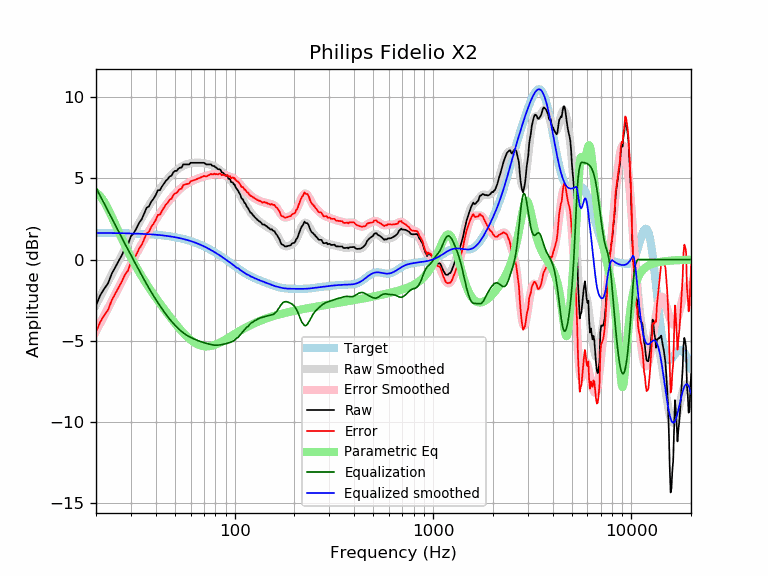 Philips Fidelio X2
Amplitude (dBr)
10
5
0
−5
−10
−15
Target
Raw Smoothed
Error Smoothed
Raw
Error
Parametric Eq
Equalization
Equalized smoothed
100 1000 10000
Frequency (Hz)